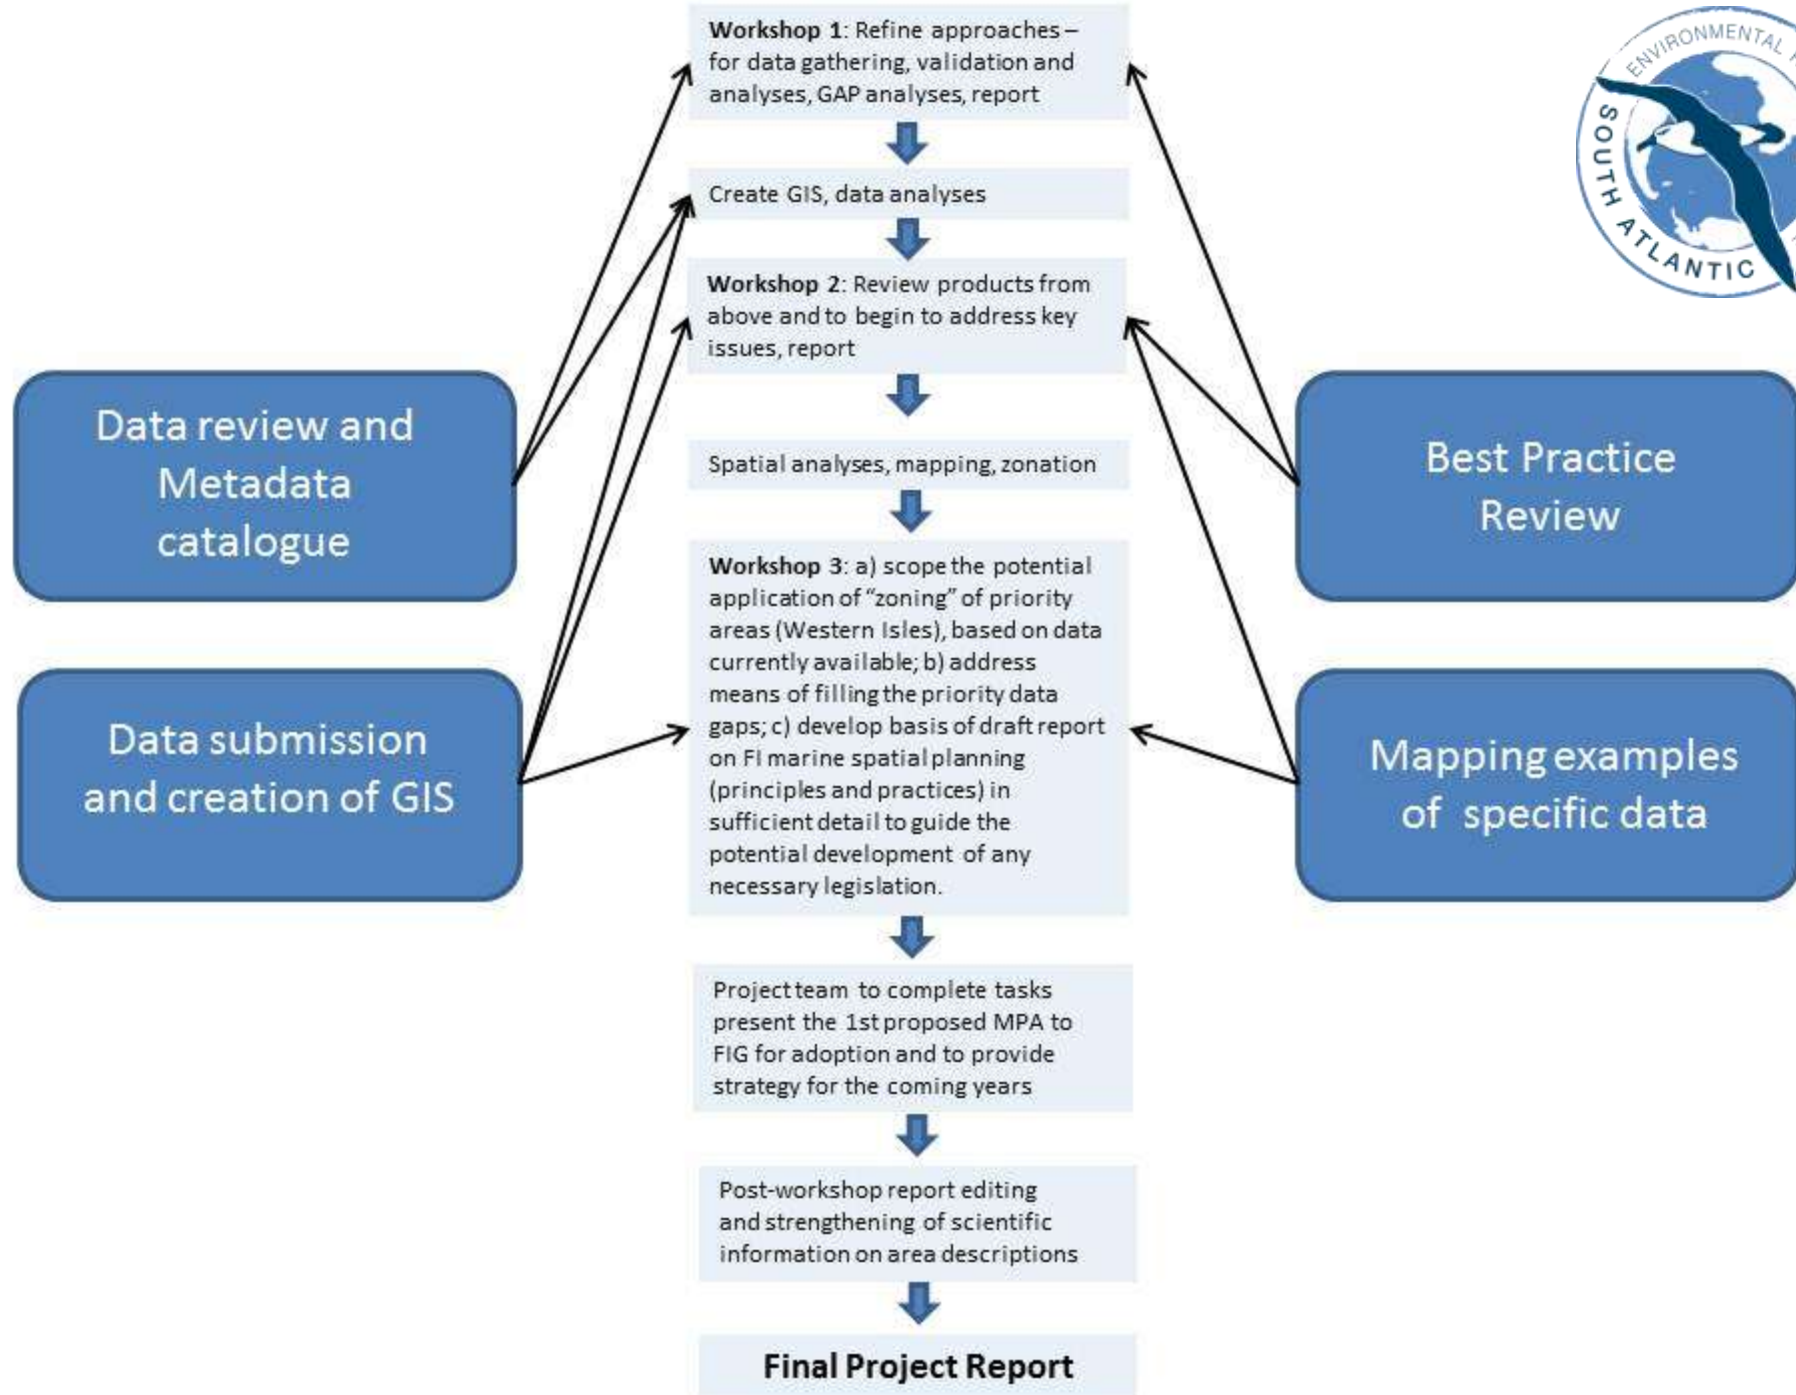 Workshop 1: Refine approaches –
for data gathering, validation and
analyses, GAP analyses, report
Create GIS, data analyses
Workshop 2: Review products from
above and to begin to address key
issues, report
Spatial analyses, mapping, zonation
Workshop 3: a) scope the potential
application of “zoning” of priority
areas (Western Isles), based on data
currently available; b) address
means of filling the priority data
gaps; c) develop basis of draft report
on FI marine spatial planning
(principles and practices) in
sufficient detail to guide the
potential development of any
necessary legislation.
Project team to complete tasks
present the 1st proposed MPA to
FIG for adoption and to provide
strategy for the coming years
Post-workshop report editing
and strengthening of scientific
information on area descriptions
Final Project Report
Data review and
Metadata
catalogue
Data submission
and creation of GIS
Best Practice
Review
Mapping examples
of specific data
SOUTH ATLANTIC
ENVIRONMENTAL